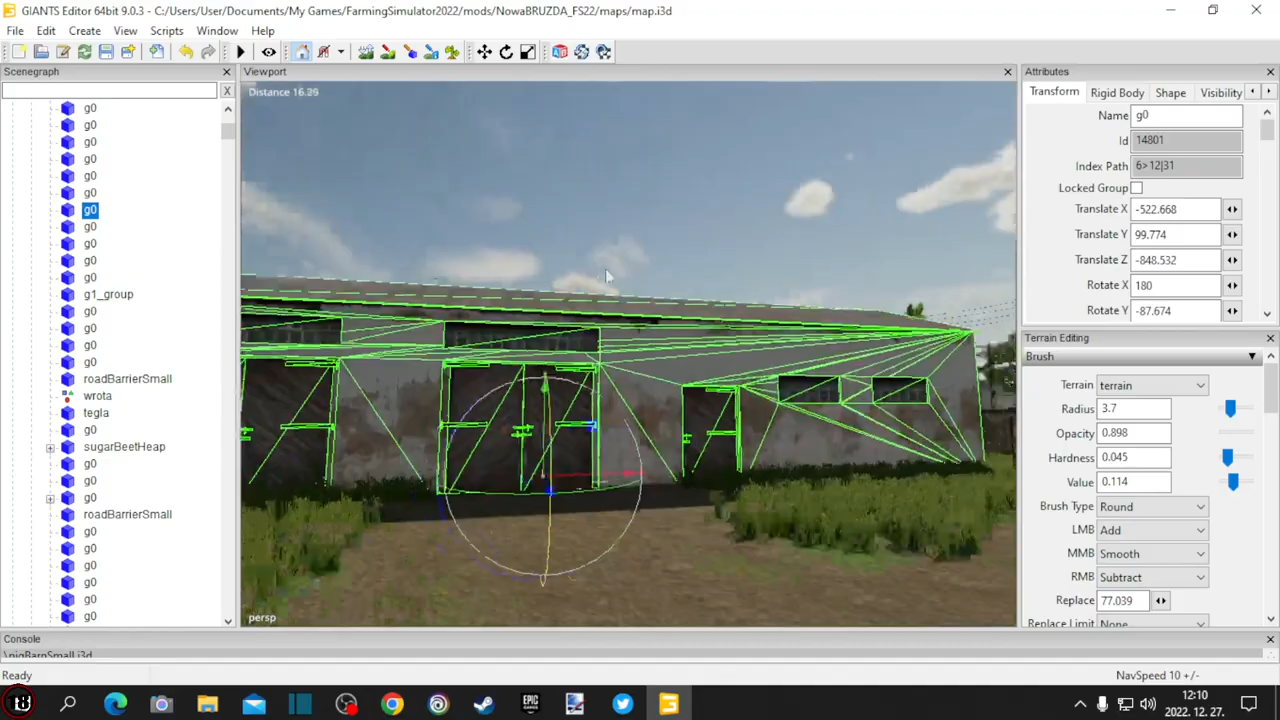 GIANTS Editor 64bit 9.0.3 - C:/Users/User/Documents/My Games/FarmingSimulator2022/mods/NowaBRUZDA_FS22/maps/map.i3d
File Edit Create View Scripts Window Help
Scenegraph
X
g0
g0
g0
g0
g0
g0
g0
g0
g0
g0
g0
g1_group
g0
g0
g0
g0
roadBarrierSmall
wrota
tegla
g0
sugarBeetHeap
g0
g0
g0
roadBarrierSmall
g0
g0
g0
g0
g0
g0
Viewport
Distance 16.29
persp
Attributes
Transform Rigid Body Shape Visibility
Name g0
Id 14801
Index Path 6>12|31
Locked Group
Translate X -522.668
Translate Y 99.774
Translate Z -848.532
Rotate X 180
Rotate Y -87.674
Terrain Editing
Brush
Terrain terrain
Radius 3.7
Opacity 0.898
Hardness 0.045
Value 0.114
Brush Type Round
LMB Add
MMB Smooth
RMB Subtract
Replace 77.039
Replace Limit None
Console
\pigBarnSmall.i3d
Ready
NavSpeed 10 +/-
EPIC
GAMES
12:10
2022. 12. 27.